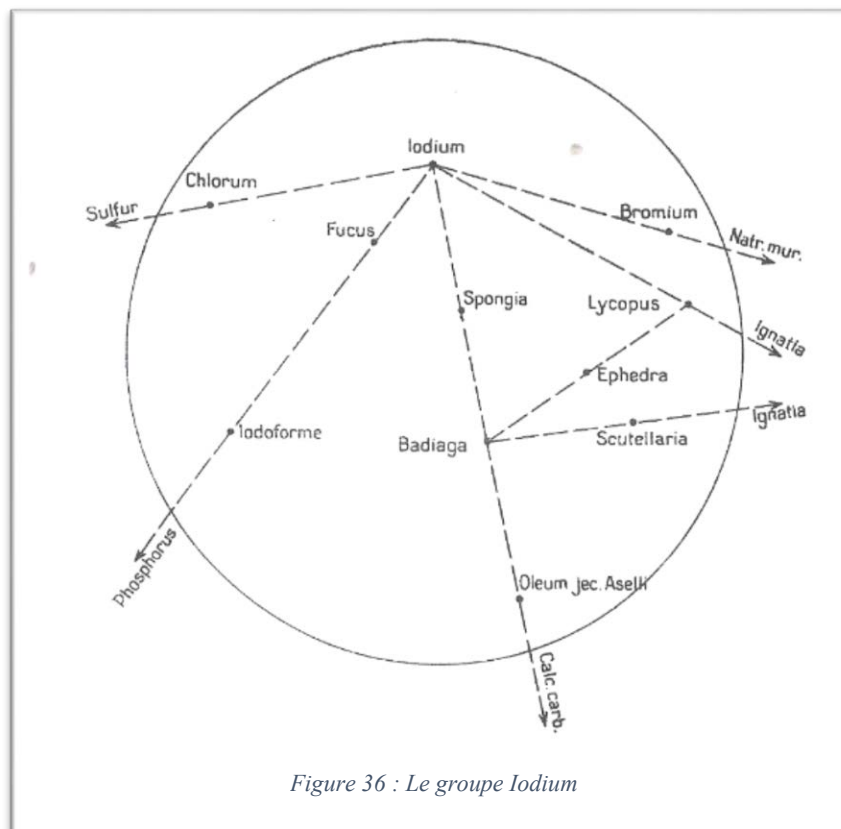 Iodium
Chlorum
Sulfur
Bromium
Fucus
Natr. mur.
Spongia
Lycopus
Ignatia
Ephedra
Ignatia
Iodoforme
Badiaga
Scutellaria
Phosphorus
Oleum jec. Aselli
Calc. carb.
Figure 36 : Le groupe Iodium